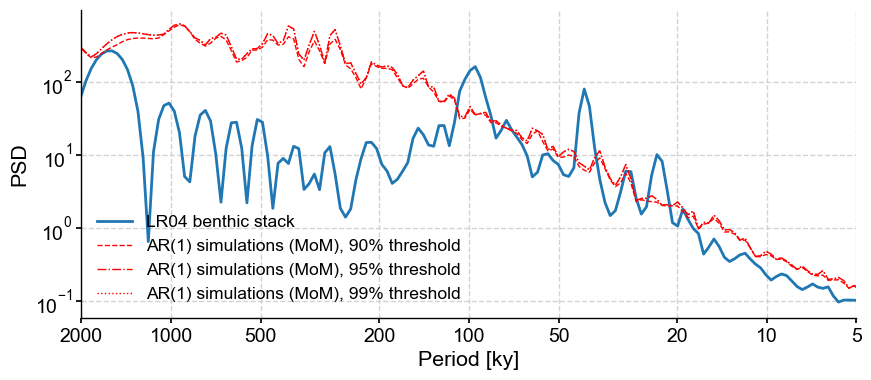 PSD
10²
10¹
10⁰
10⁻¹
LR04 benthic stack
AR(1) simulations (MoM), 90% threshold
AR(1) simulations (MoM), 95% threshold
AR(1) simulations (MoM), 99% threshold
2000 1000 500 200 100 50 20 10 5
Period [ky]